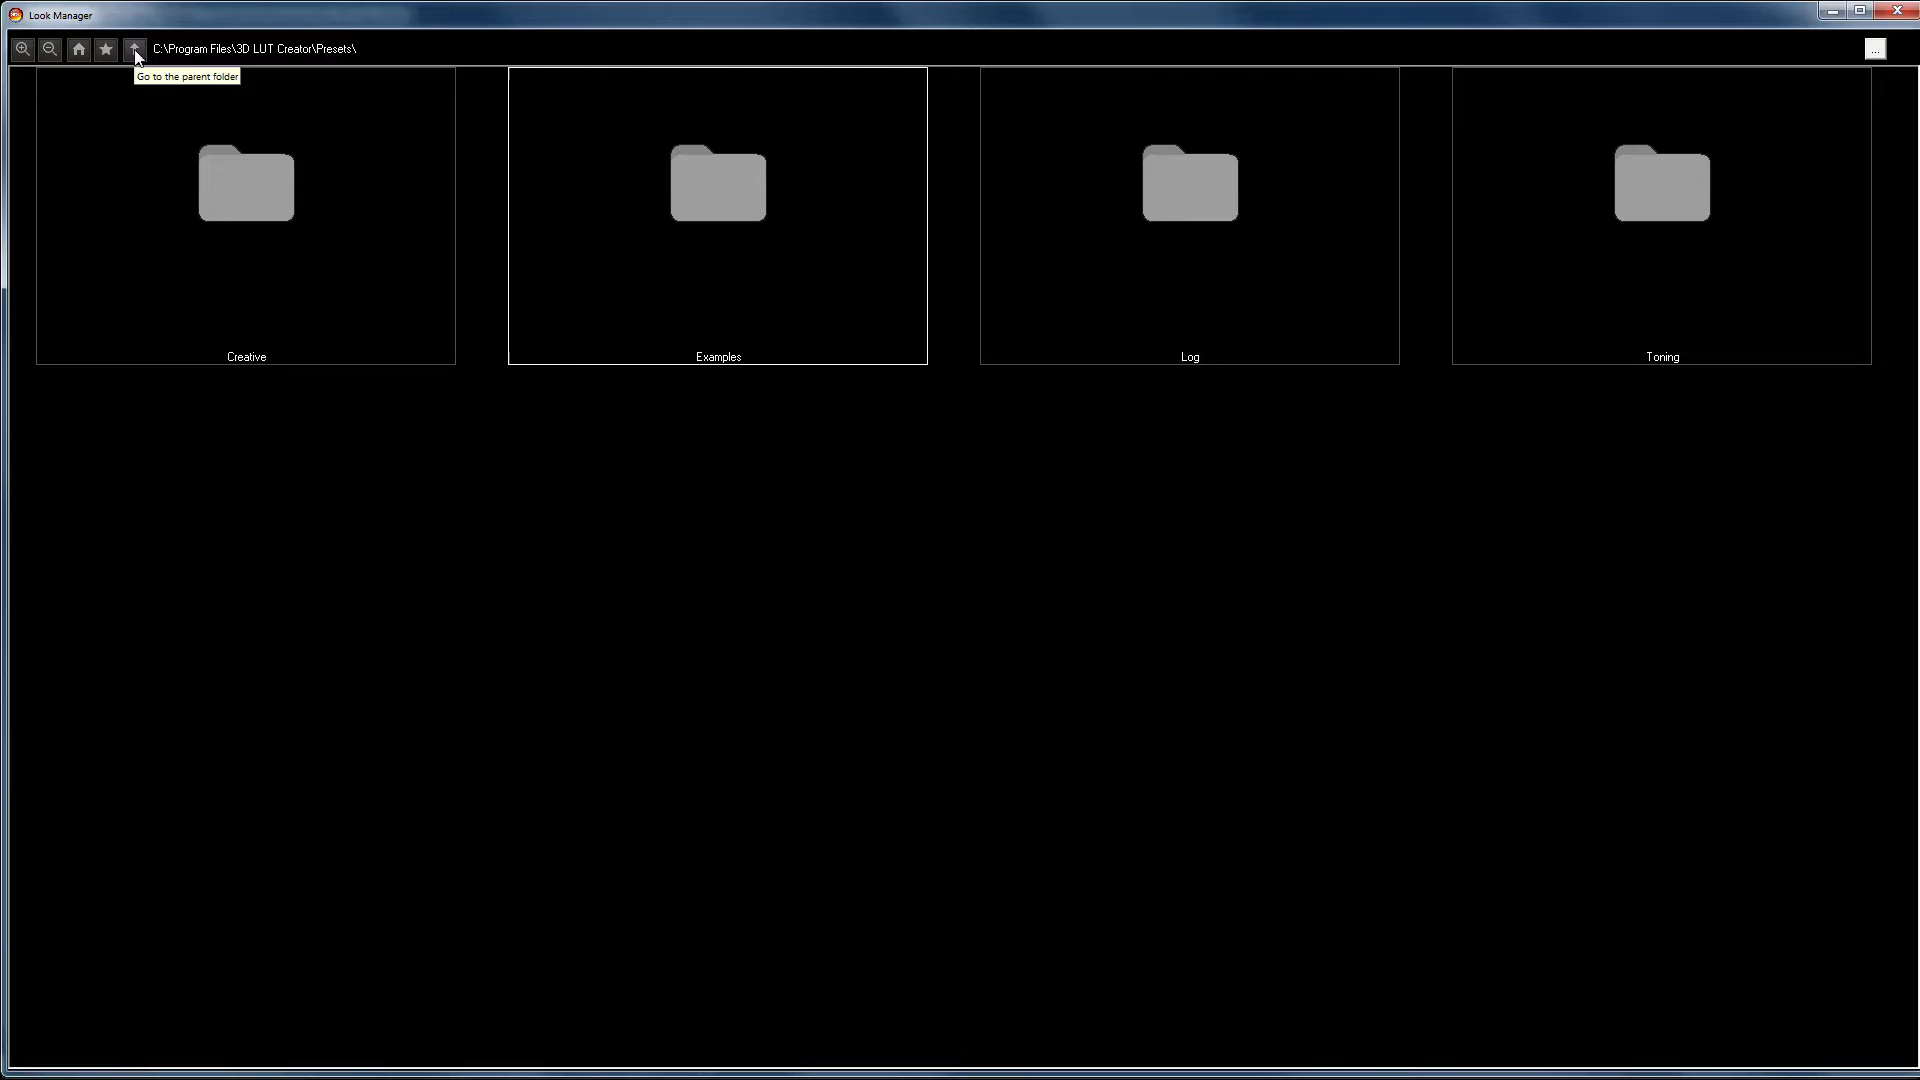 Look Manager
C:\Program Files\3D LUT Creator\Presets\
...
Go to the parent folder
Creative
Examples
Log
Toning